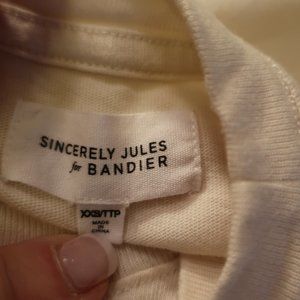 SINCERELY JULES
for BANDIER
XXS/TTP
MADE
IN
CHINA